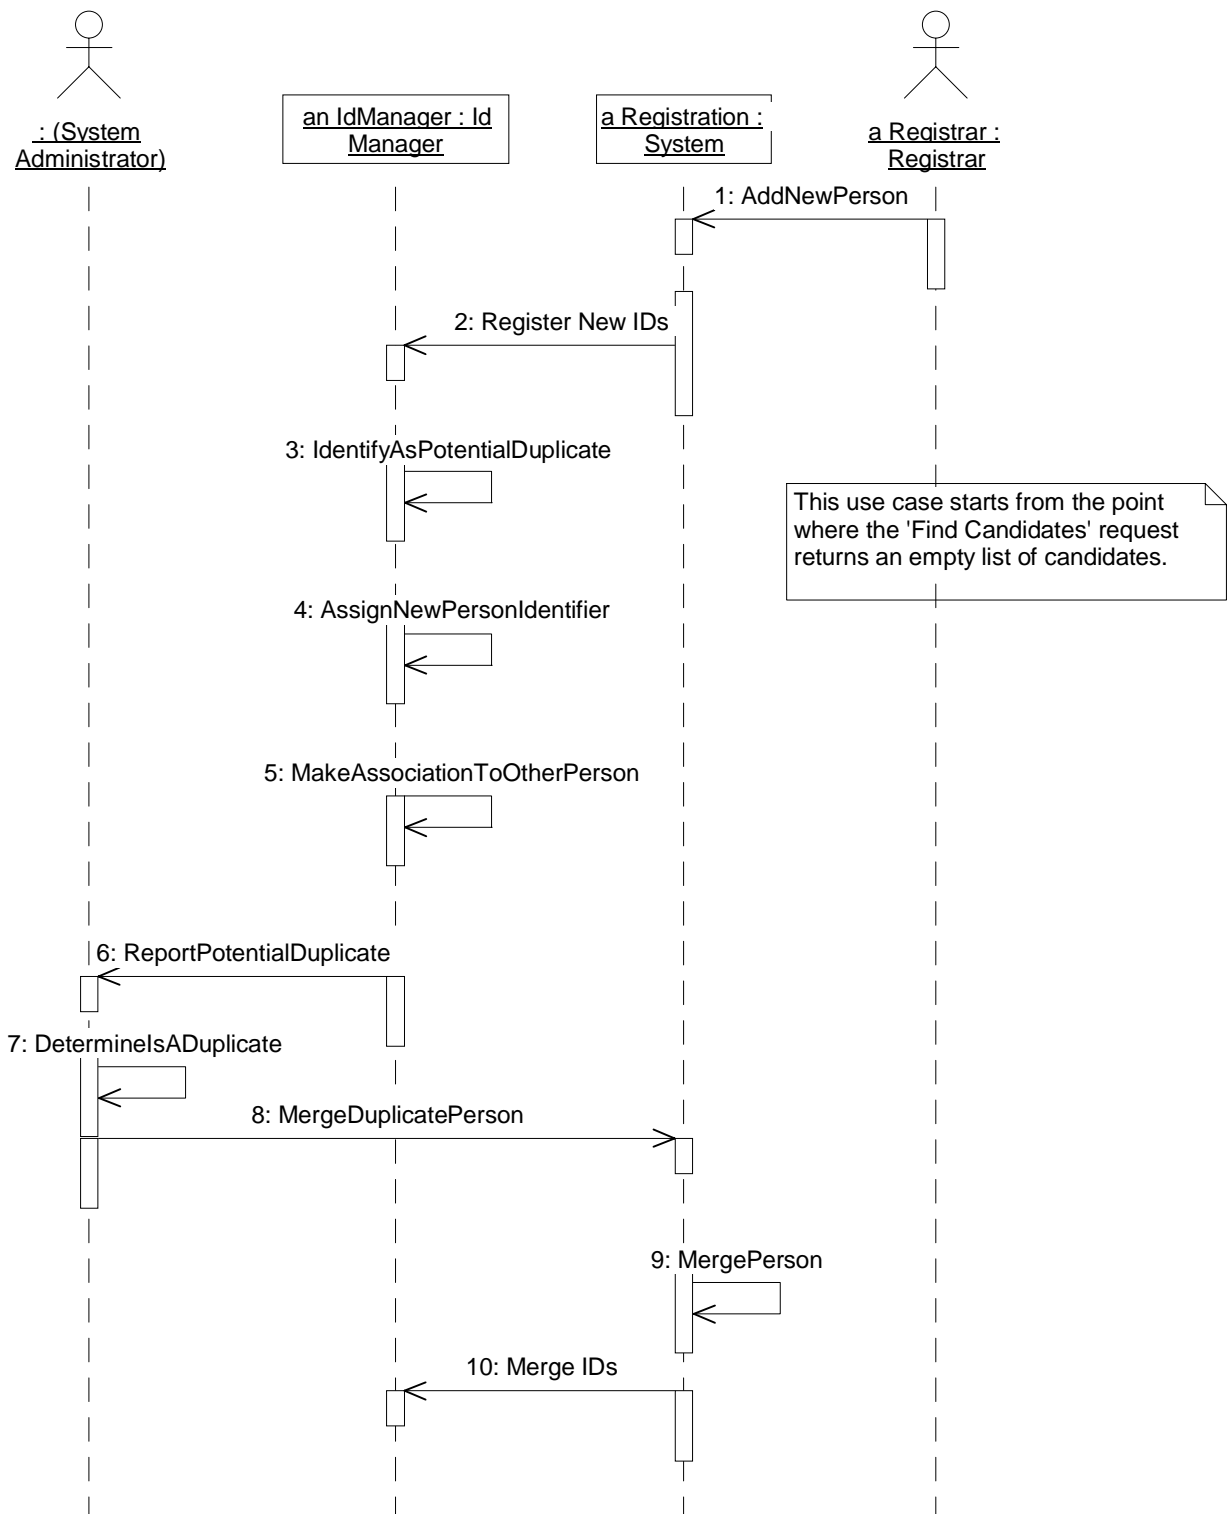 : (System
Administrator)
an IdManager : Id
Manager
a Registration :
System
a Registrar :
Registrar
1: AddNewPerson
2: Register New IDs
3: IdentifyAsPotentialDuplicate
This use case starts from the point
where the 'Find Candidates' request
returns an empty list of candidates.
4: AssignNewPersonIdentifier
5: MakeAssociationToOtherPerson
6: ReportPotentialDuplicate
7: DetermineIsADuplicate
8: MergeDuplicatePerson
9: MergePerson
10: Merge IDs